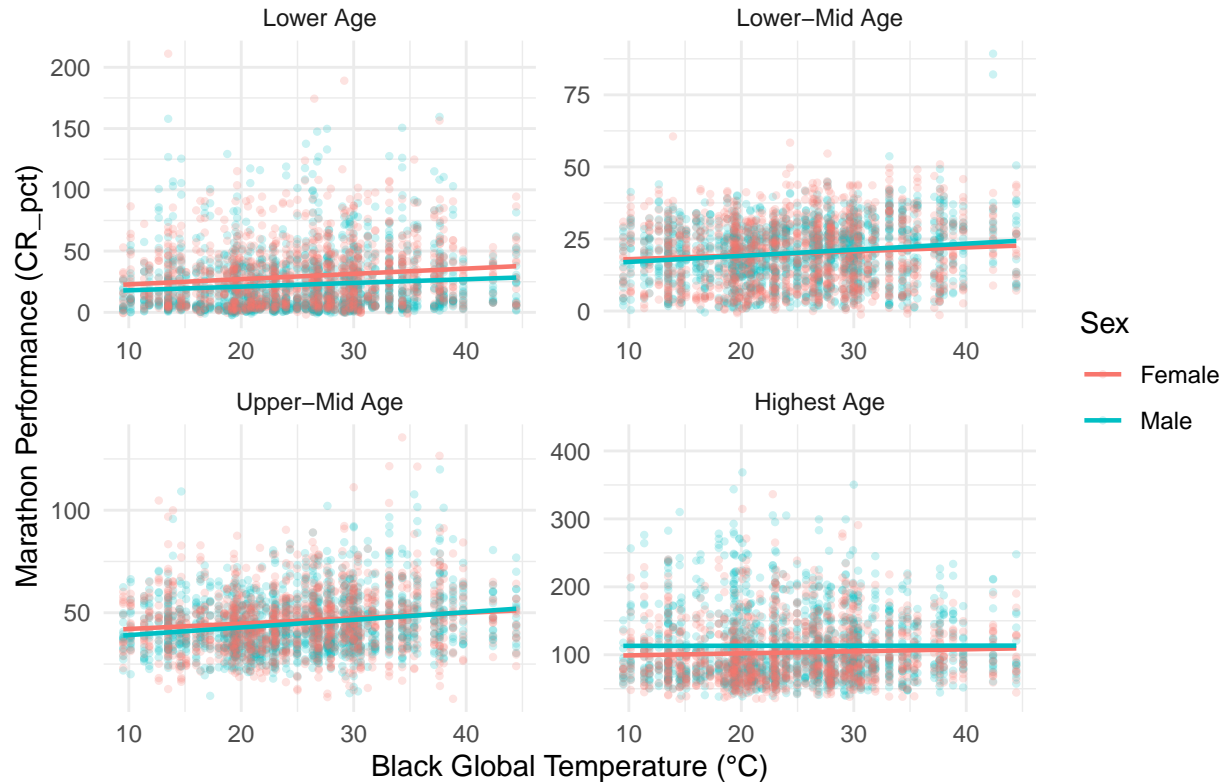 Lower Age
Lower−Mid Age
200
150
100
50
0
10 20 30 40
75
50
25
0
10 20 30 40
Upper−Mid Age
Highest Age
100
50
10 20 30 40
400
300
200
100
10 20 30 40
Marathon Performance (CR_pct)
Black Global Temperature (°C)
Sex
Female
Male